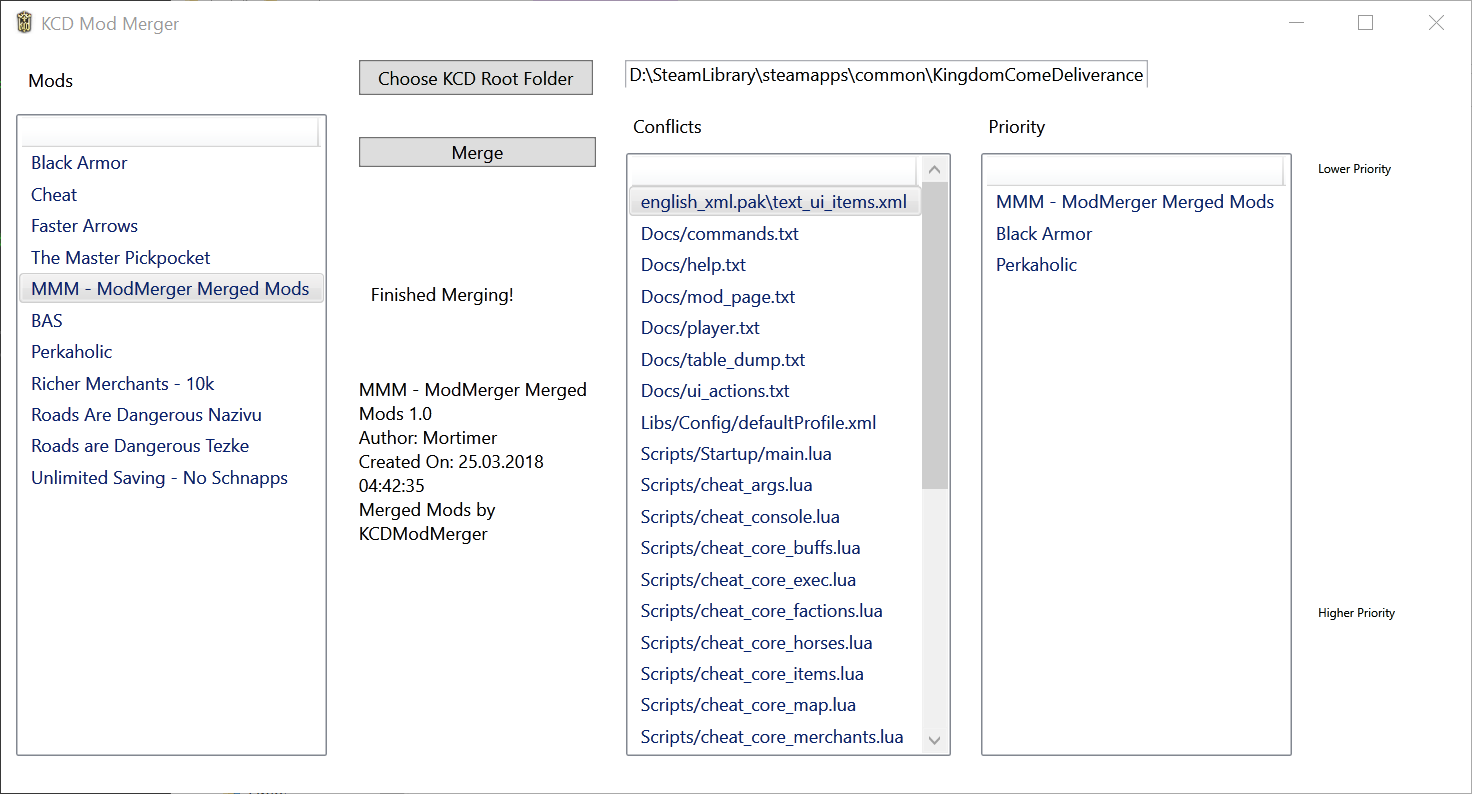 KCD Mod Merger
Mods
Choose KCD Root Folder
D:\SteamLibrary\steamapps\common\KingdomComeDeliverance
Merge
Conflicts
Priority
Black Armor
Cheat
Faster Arrows
The Master Pickpocket
MMM - ModMerger Merged Mods
BAS
Perkaholic
Richer Merchants - 10k
Roads Are Dangerous Nazivu
Roads are Dangerous Tezke
Unlimited Saving - No Schnapps
Finished Merging!
MMM - ModMerger Merged
Mods 1.0
Author: Mortimer
Created On: 25.03.2018
04:42:35
Merged Mods by
KCDModMerger
english_xml.pak\text_ui_items.xml
Docs/commands.txt
Docs/help.txt
Docs/mod_page.txt
Docs/player.txt
Docs/table_dump.txt
Docs/ui_actions.txt
Libs/Config/defaultProfile.xml
Scripts/Startup/main.lua
Scripts/cheat_args.lua
Scripts/cheat_console.lua
Scripts/cheat_core_buffs.lua
Scripts/cheat_core_exec.lua
Scripts/cheat_core_factions.lua
Scripts/cheat_core_horses.lua
Scripts/cheat_core_items.lua
Scripts/cheat_core_map.lua
Scripts/cheat_core_merchants.lua
MMM - ModMerger Merged Mods
Black Armor
Perkaholic
Lower Priority
Higher Priority